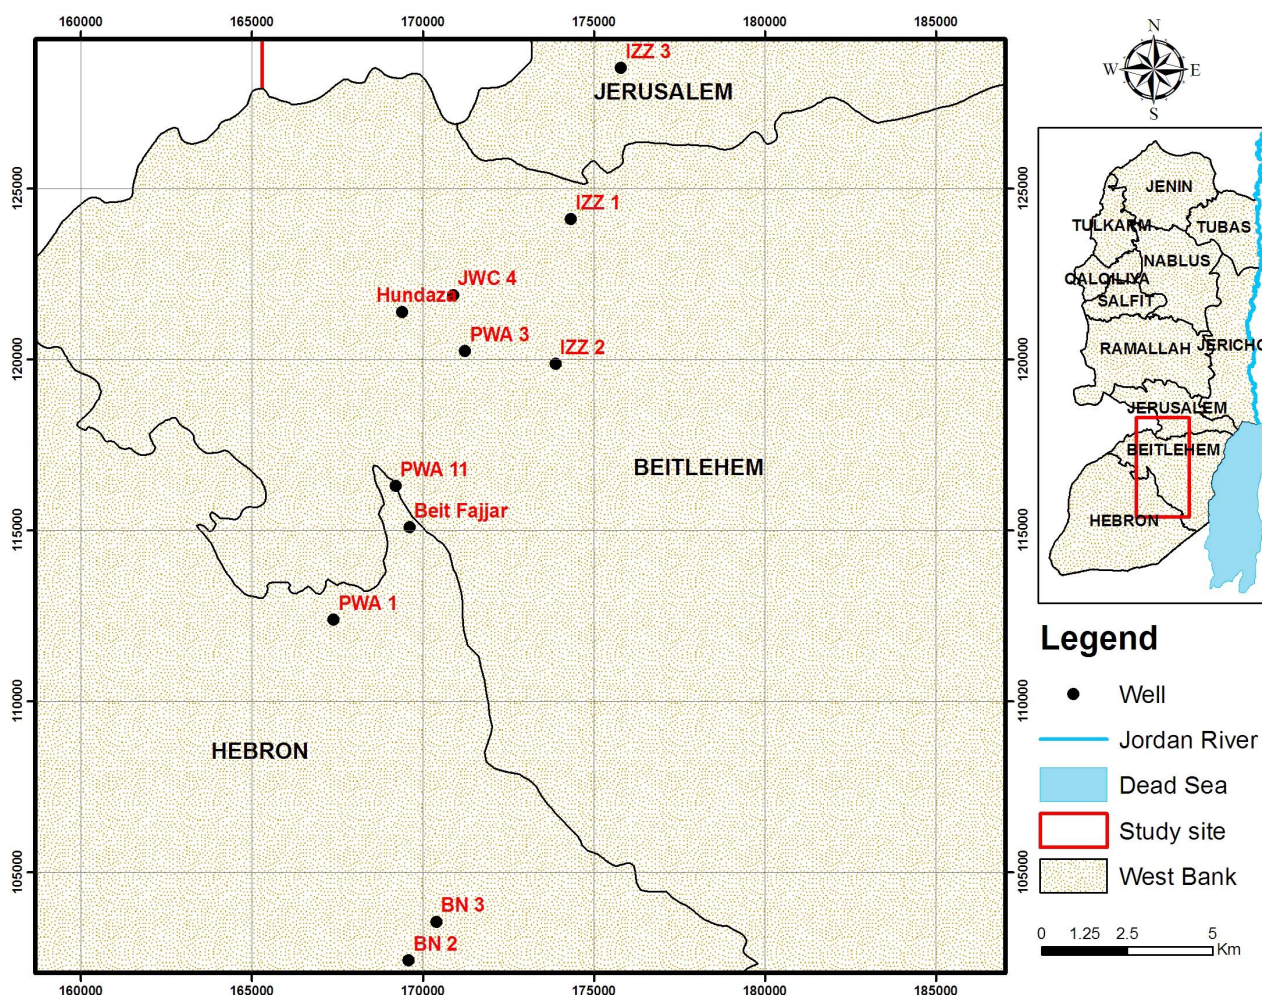 160000 165000 170000 175000 180000 185000
N
W E
S
IZZ 3
JERUSALEM
125000
125000
IZZ 1
JWC 4
Hundaza
PWA 3
IZZ 2
120000
120000
BEITLEHEM
PWA 11
Beit Fajjar
115000
115000
PWA 1
110000
110000
HEBRON
105000
105000
BN 3
BN 2
160000 165000 170000 175000 180000 185000
JENIN
TULKARM
TUBAS
NABLUS
QALQILIYA
SALFIT
RAMALLAH
JERICHO
JERUSALEM
BEITLEHEM
HEBRON
Legend
Well
Jordan River
Dead Sea
Study site
West Bank
0 1.25 2.5 5
Km